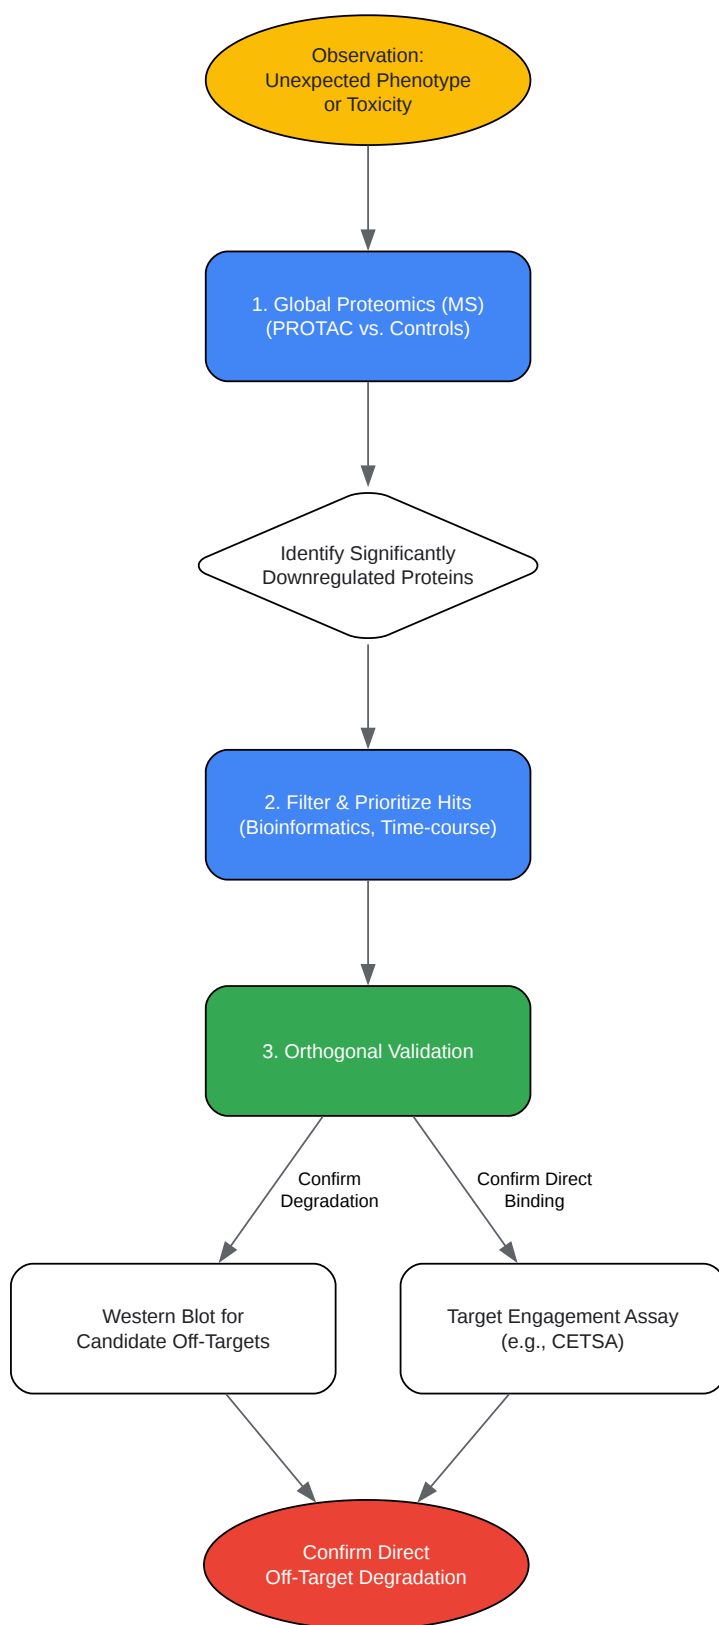 Observation:
Unexpected Phenotype
or Toxicity
1. Global Proteomics (MS)
(PROTAC vs. Controls)
Identify Significantly
Downregulated Proteins
2. Filter & Prioritize Hits
(Bioinformatics, Time-course)
3. Orthogonal Validation
Confirm
Degradation
Confirm Direct
Binding
Western Blot for
Candidate Off-Targets
Target Engagement Assay
(e.g., CETSA)
Confirm Direct
Off-Target Degradation